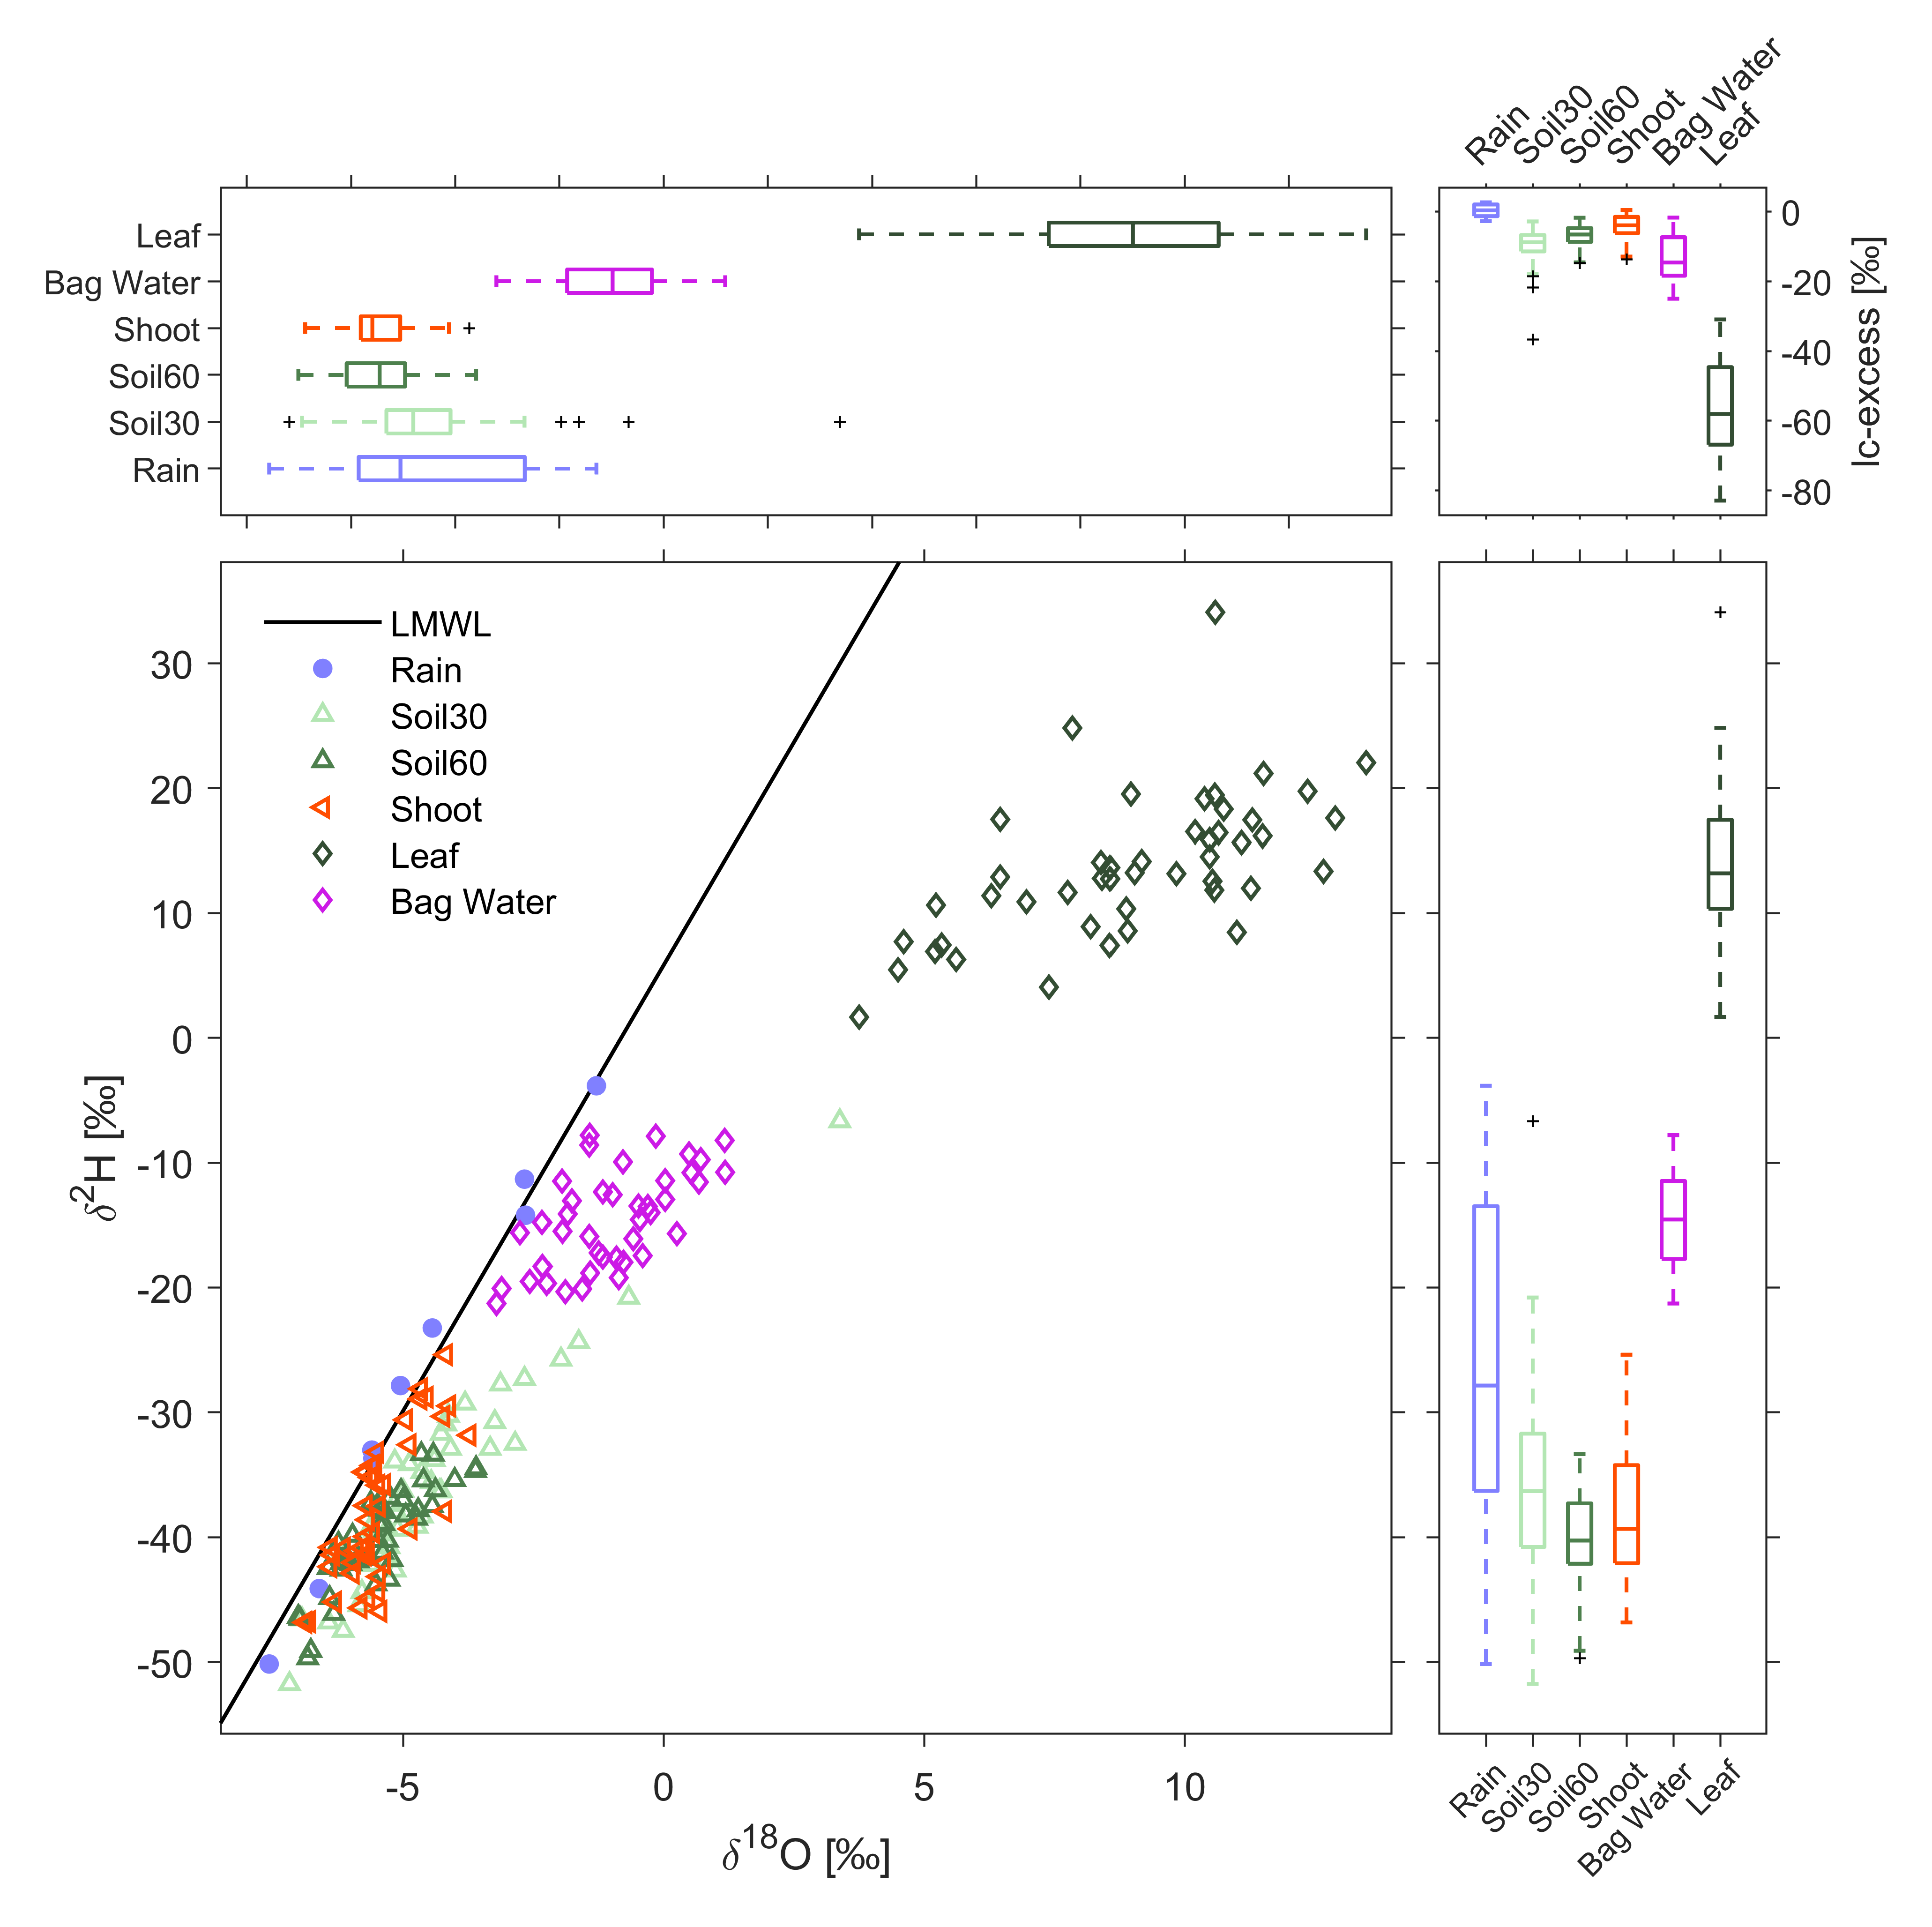 Rain
Soil30
Soil60
Shoot
Bag Water
Leaf
Leaf
Bag Water
Shoot
Soil60
Soil30
Rain
0
-20
-40
-60
-80
lc-excess [‰]
LMWL
Rain
Soil30
Soil60
Shoot
Leaf
Bag Water
30
20
10
0
-10
-20
-30
-40
-50
δ²H [‰]
-5
0
5
10
δ¹⁸O [‰]
Rain
Soil30
Soil60
Shoot
Bag Water
Leaf